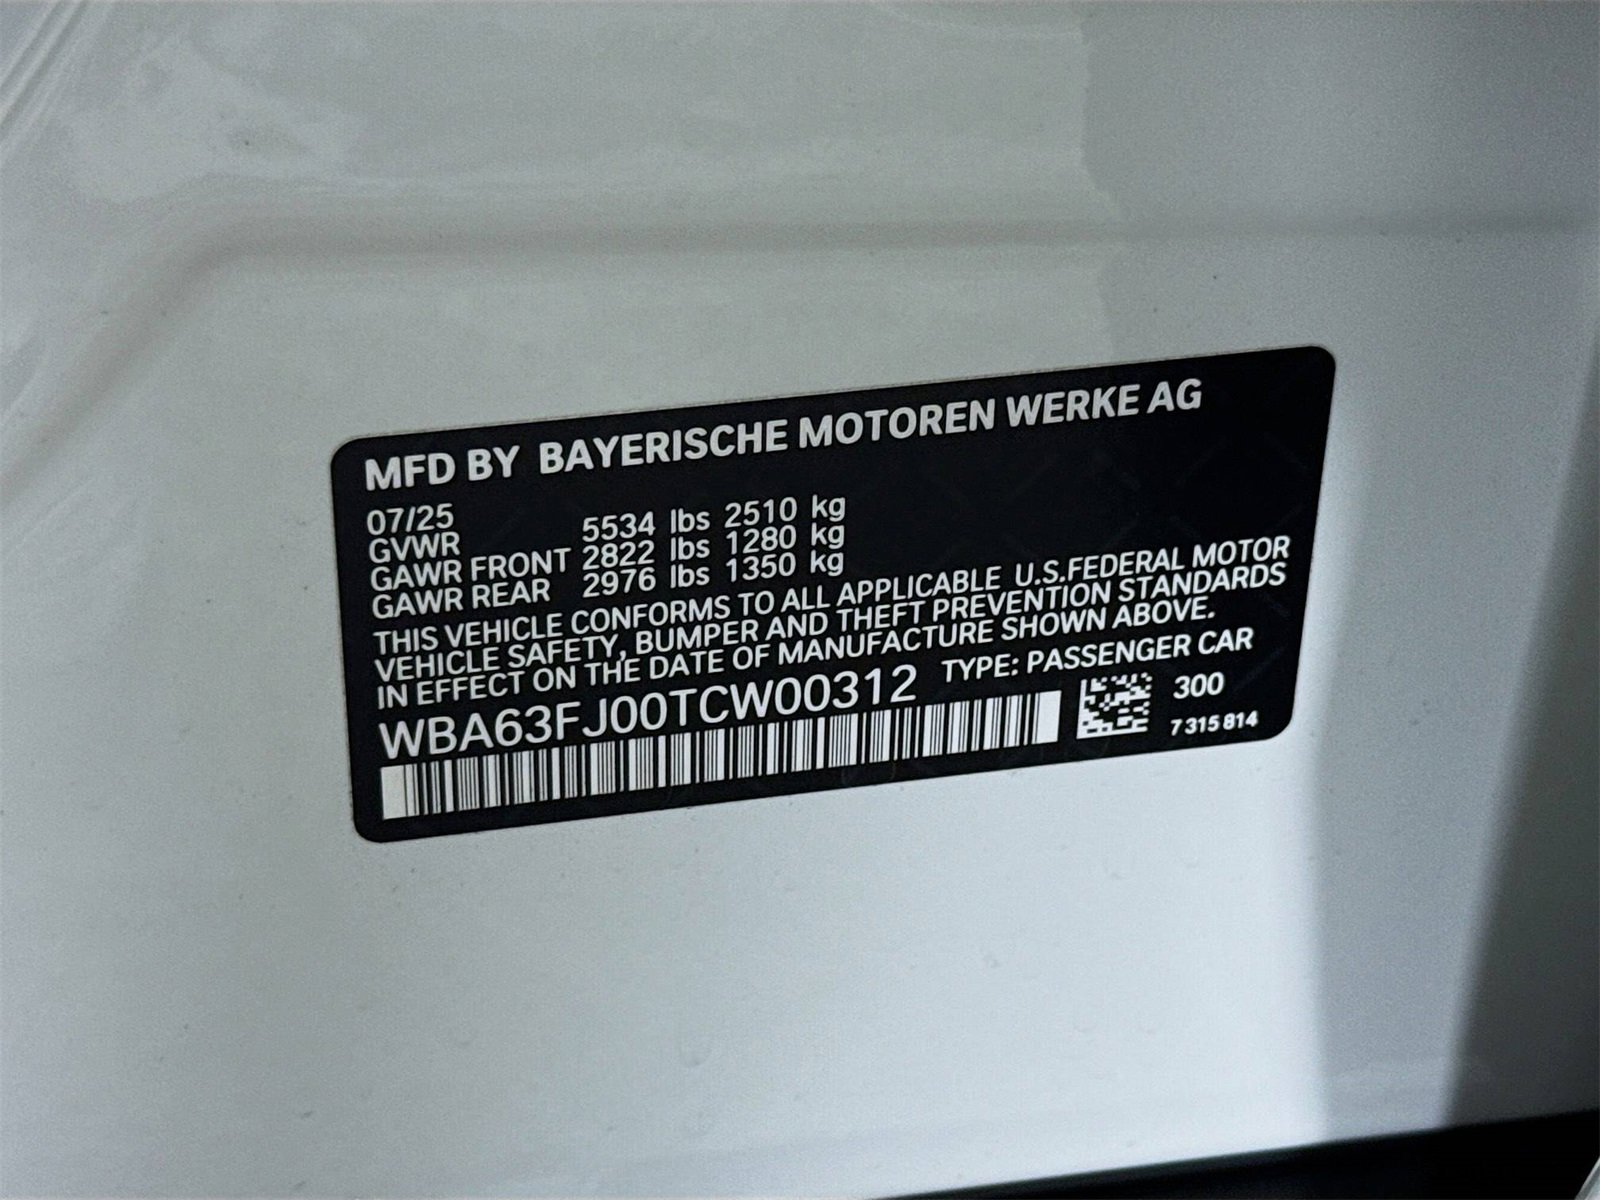 MFD BY BAYERISCHE MOTOREN WERKE AG
07/25
GVWR 5534 lbs 2510 kg
GAWR FRONT 2822 lbs 1280 kg
GAWR REAR 2976 lbs 1350 kg
THIS VEHICLE CONFORMS TO ALL APPLICABLE U.S.FEDERAL MOTOR
VEHICLE SAFETY, BUMPER AND THEFT PREVENTION STANDARDS
IN EFFECT ON THE DATE OF MANUFACTURE SHOWN ABOVE.
WBA63FJ00TCW00312 TYPE: PASSENGER CAR
300
7 315 814